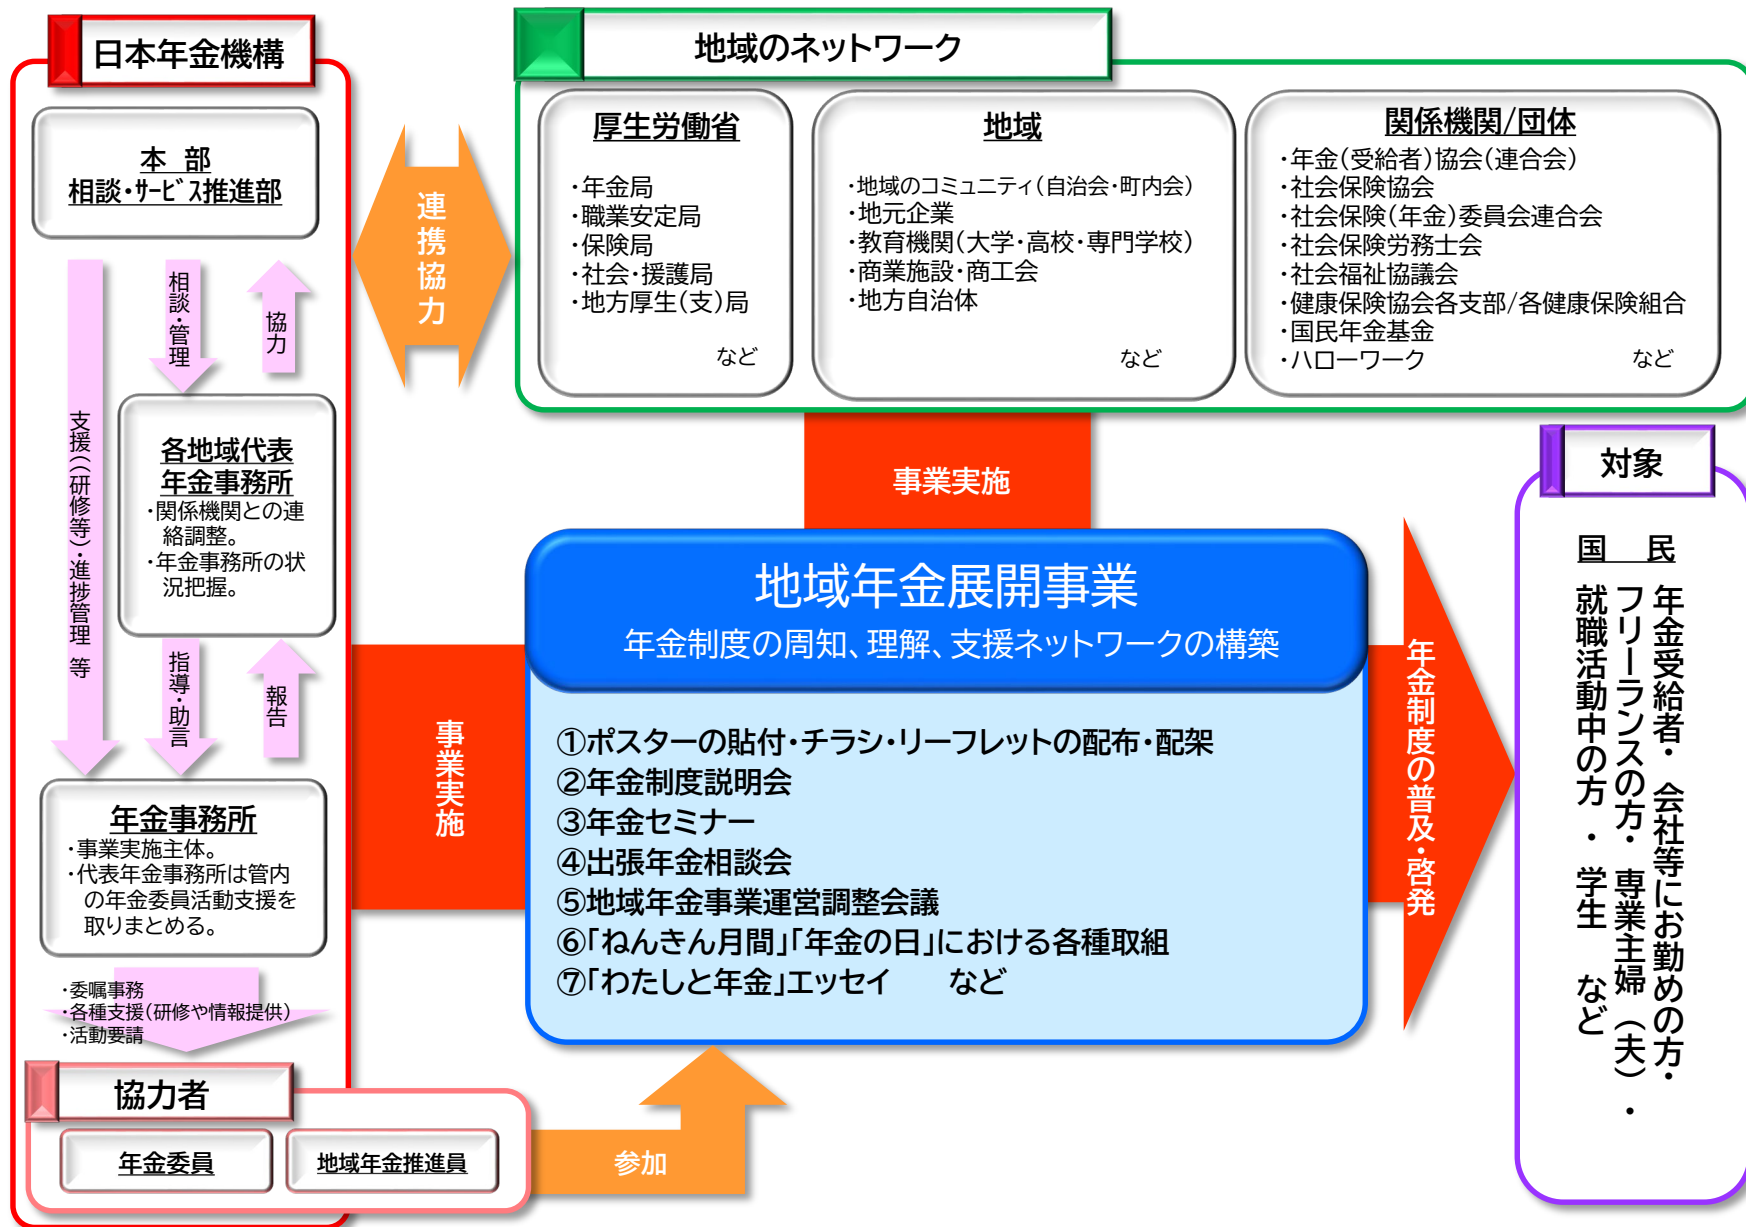 日本年金機構
本 部
相談・サービス推進部
相談・管理
協力
支援((研修等)・進捗管理 等
各地域代表
年金事務所
・関係機関との連
絡調整。
・年金事務所の状
況把握。
指導・助言
報告
年金事務所
・事業実施主体。
・代表年金事務所は管内
の年金委員活動支援を
取りまとめる。
・委嘱事務
・各種支援(研修や情報提供)
・活動要請
協力者
年金委員
地域年金推進員
連携協力
地域のネットワーク
厚生労働省
・年金局
・職業安定局
・保険局
・社会・援護局
・地方厚生(支)局
など
地域
・地域のコミュニティ(自治会・町内会)
・地元企業
・教育機関(大学・高校・専門学校)
・商業施設・商工会
・地方自治体
など
関係機関/団体
・年金(受給者)協会(連合会)
・社会保険協会
・社会保険(年金)委員会連合会
・社会保険労務士会
・社会福祉協議会
・健康保険協会各支部/各健康保険組合
・国民年金基金
・ハローワーク など
事業実施
事業実施
地域年金展開事業
年金制度の周知、理解、支援ネットワークの構築
①ポスターの貼付・チラシ・リーフレットの配布・配架
②年金制度説明会
③年金セミナー
④出張年金相談会
⑤地域年金事業運営調整会議
⑥「ねんきん月間」「年金の日」における各種取組
⑦「わたしと年金」エッセイ など
参加
年金制度の普及・啓発
対象
国 民
年金受給者・ 会社等にお勤めの方・
フリーランスの方・ 専業主婦(夫) ・
就職活動中の方 ・ 学生 など